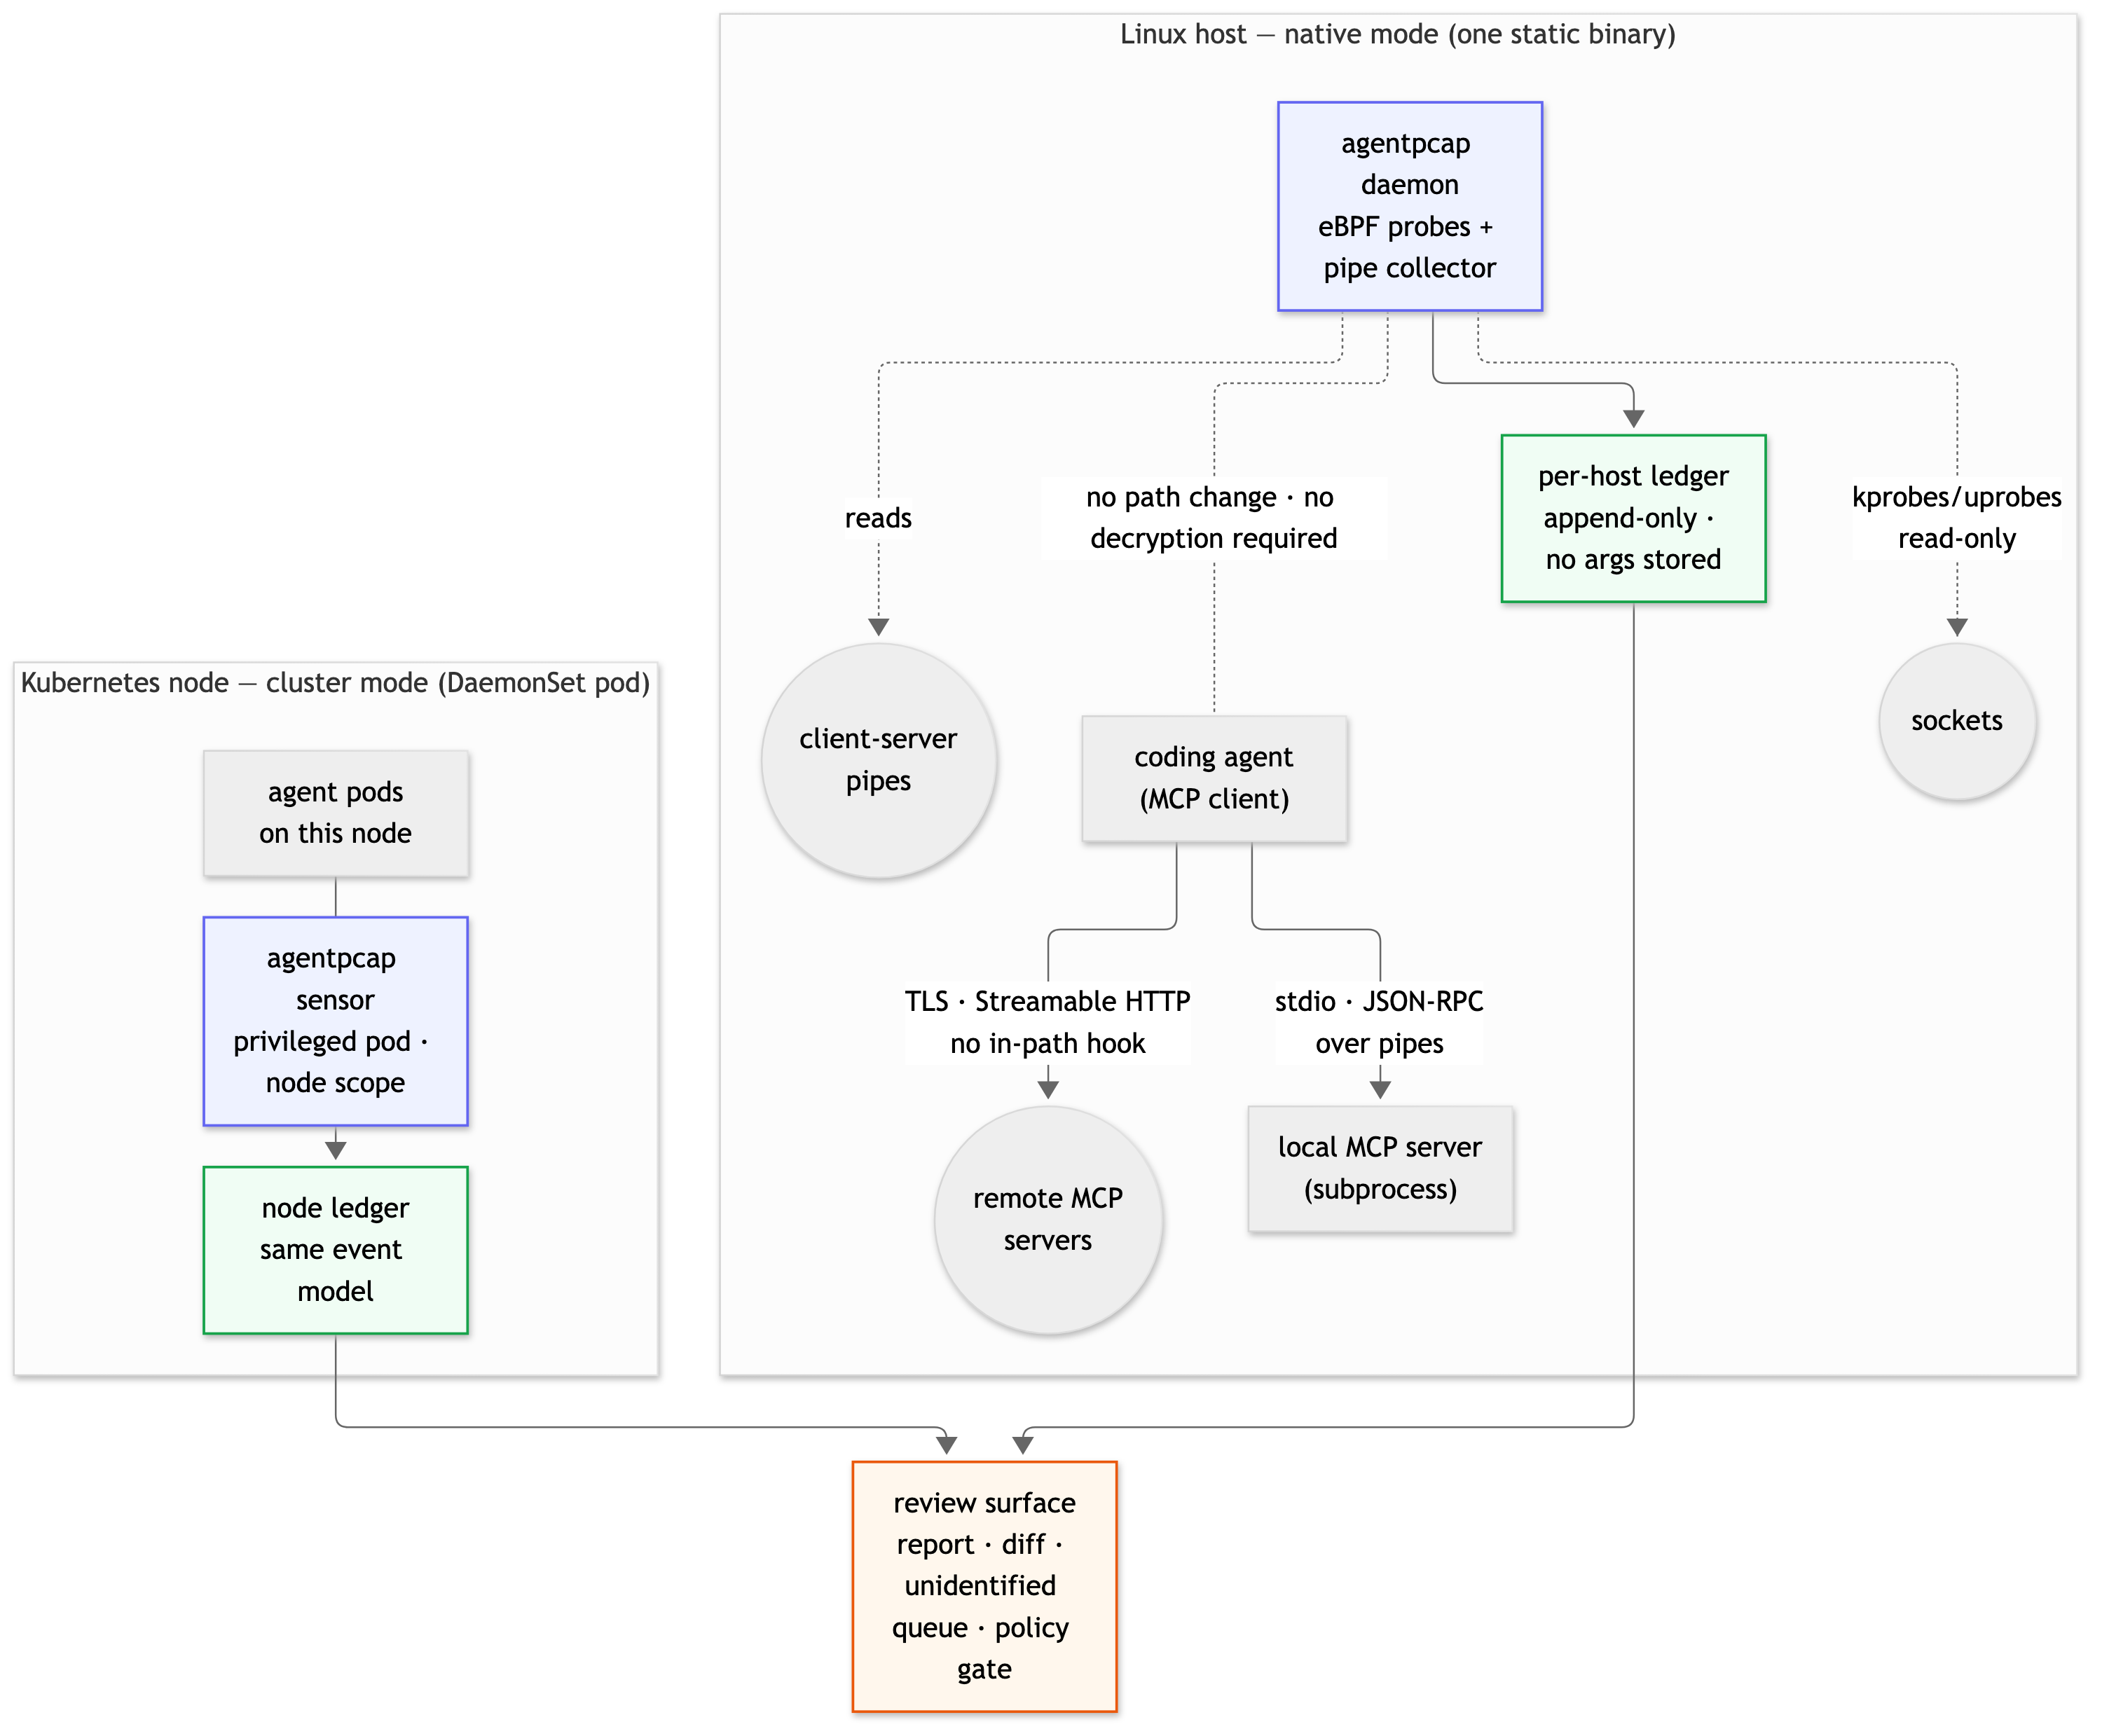 Linux host — native mode (one static binary)
agentpcap
daemon
eBPF probes +
pipe collector
reads
no path change · no
decryption required
per-host ledger
append-only ·
no args stored
kprobes/uprobes
read-only
client-server
pipes
coding agent
(MCP client)
sockets
TLS · Streamable HTTP
no in-path hook
stdio · JSON-RPC
over pipes
remote MCP
servers
local MCP server
(subprocess)
Kubernetes node — cluster mode (DaemonSet pod)
agent pods
on this node
agentpcap
sensor
privileged pod ·
node scope
node ledger
same event
model
review surface
report · diff ·
unidentified
queue · policy
gate